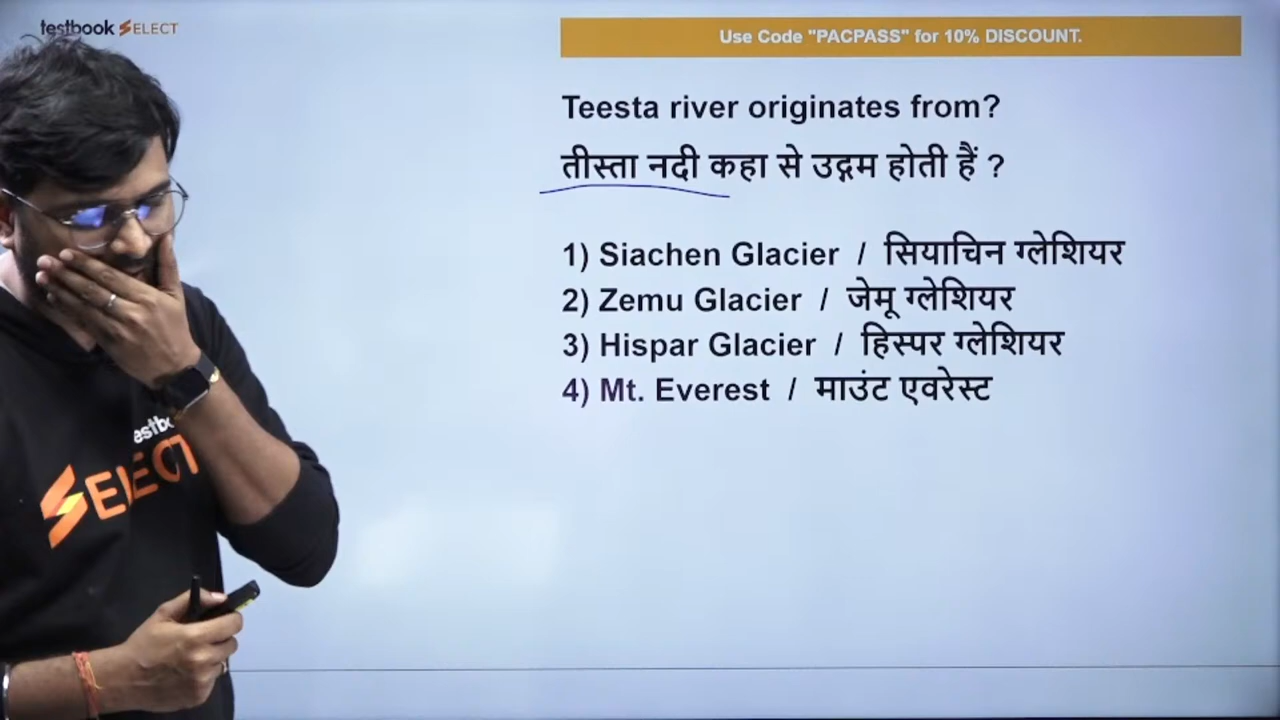 testbook SELECT
Use Code "PACPASS" for 10% DISCOUNT.
Teesta river originates from?
तीस्ता नदी कहा से उद्गम होती हैं ?
1) Siachen Glacier / सियाचिन ग्लेशियर
2) Zemu Glacier / जेमू ग्लेशियर
3) Hispar Glacier / हिस्पर ग्लेशियर
4) Mt. Everest / माउंट एवरेस्ट
SELECT